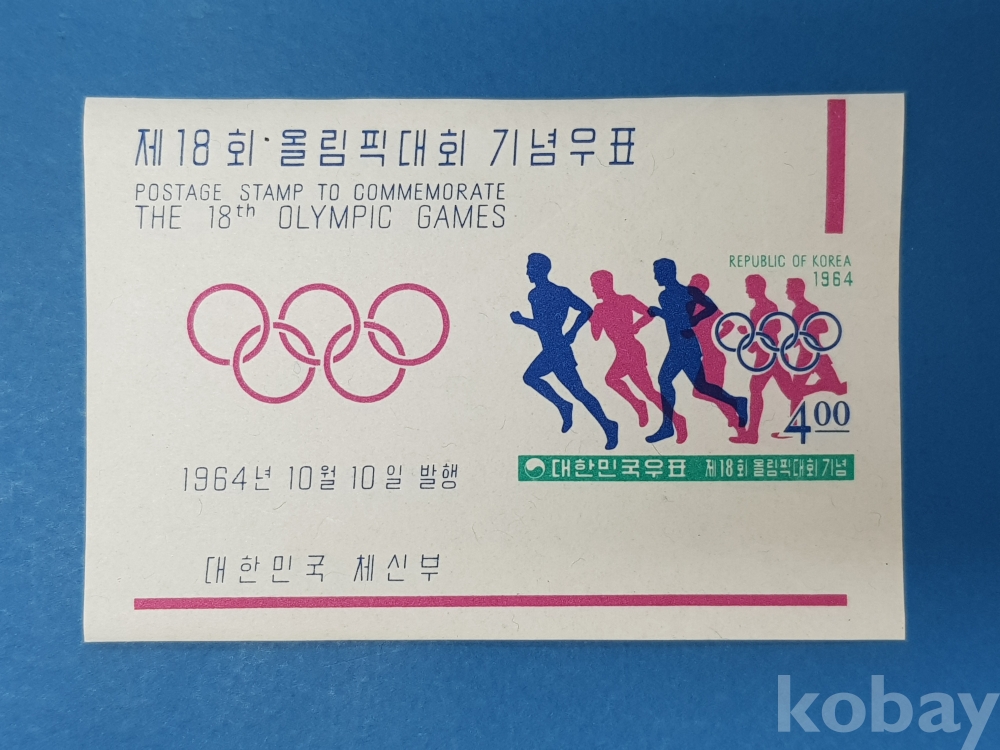 제18회·올림픽대회 기념우표
POSTAGE STAMP TO COMMEMORATE
THE 18th OLYMPIC GAMES
REPUBLIC OF KOREA
1964
400
대한민국우표 제18회 올림픽대회기념
1964년 10월 10일 발행
대한민국 체신부
kobay